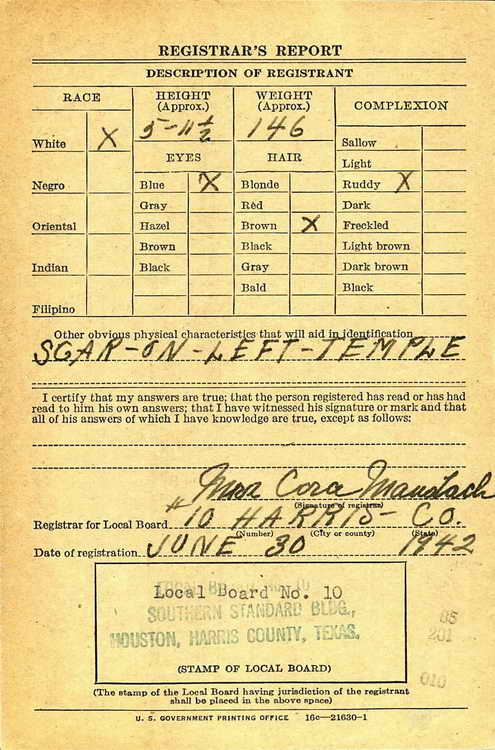 REGISTRAR'S REPORT
DESCRIPTION OF REGISTRANT
RACE
HEIGHT (Approx.)
WEIGHT (Approx.)
COMPLEXION
White X
5-11½
146
Sallow
EYES
HAIR
Light
Negro
Blue X
Blonde
Ruddy X
Gray
Red
Dark
Oriental
Hazel
Brown X
Freckled
Brown
Black
Light brown
Indian
Black
Gray
Dark brown
Bald
Black
Filipino
Other obvious physical characteristics that will aid in identification
SCAR-ON-LEFT-TEMPLE
I certify that my answers are true; that the person registered has read or has had
read to him his own answers; that I have witnessed his signature or mark and that
all of his answers of which I have knowledge are true, except as follows:
Mrs Cora
(Signature of registrar)
Registrar for Local Board # 10 HARRIS- CO.
(Number) (City or county) (State)
Date of registration JUNE 30 1942
Local Board No. 10
SOUTHERN STANDARD BLDG.,
HOUSTON, HARRIS COUNTY, TEXAS.
85
201
010
(STAMP OF LOCAL BOARD)
(The stamp of the Local Board having jurisdiction of the registrant
shall be placed in the above space)
U. S. GOVERNMENT PRINTING OFFICE 16c—21630-1